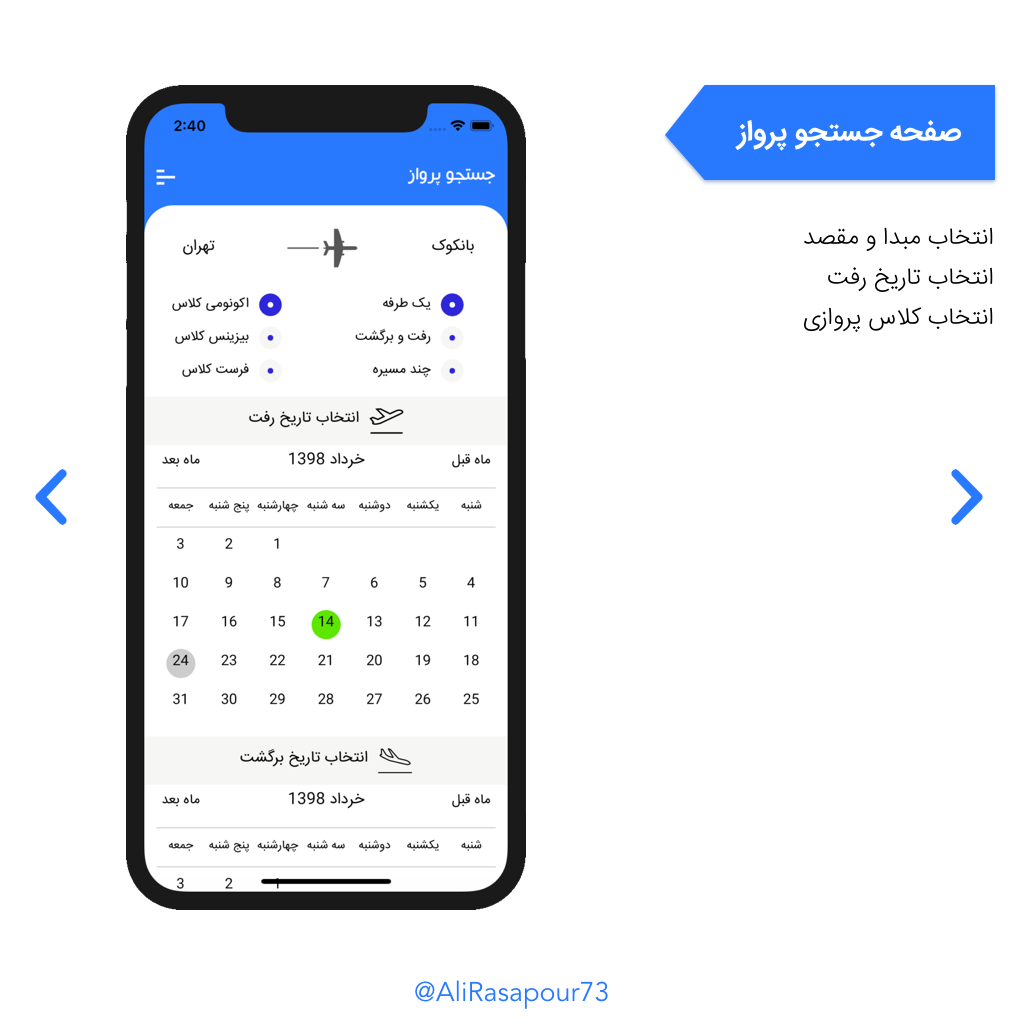 صفحه جستجو پرواز
انتخاب مبدا و مقصد
انتخاب تاریخ رفت
انتخاب کلاس پروازی
2:40
جستجو پرواز
بانکوک تهران
یک طرفه اکونومی کلاس
رفت و برگشت بیزینس کلاس
چند مسیره فرست کلاس
انتخاب تاریخ رفت
ماه قبل خرداد 1398 ماه بعد
شنبه یکشنبه دوشنبه سه شنبه چهارشنبه پنج شنبه جمعه
1 2 3
4 5 6 7 8 9 10
11 12 13 14 15 16 17
18 19 20 21 22 23 24
25 26 27 28 29 30 31
انتخاب تاریخ برگشت
ماه قبل خرداد 1398 ماه بعد
شنبه یکشنبه دوشنبه سه شنبه چهارشنبه پنج شنبه جمعه
1 2 3
@AliRasapour73